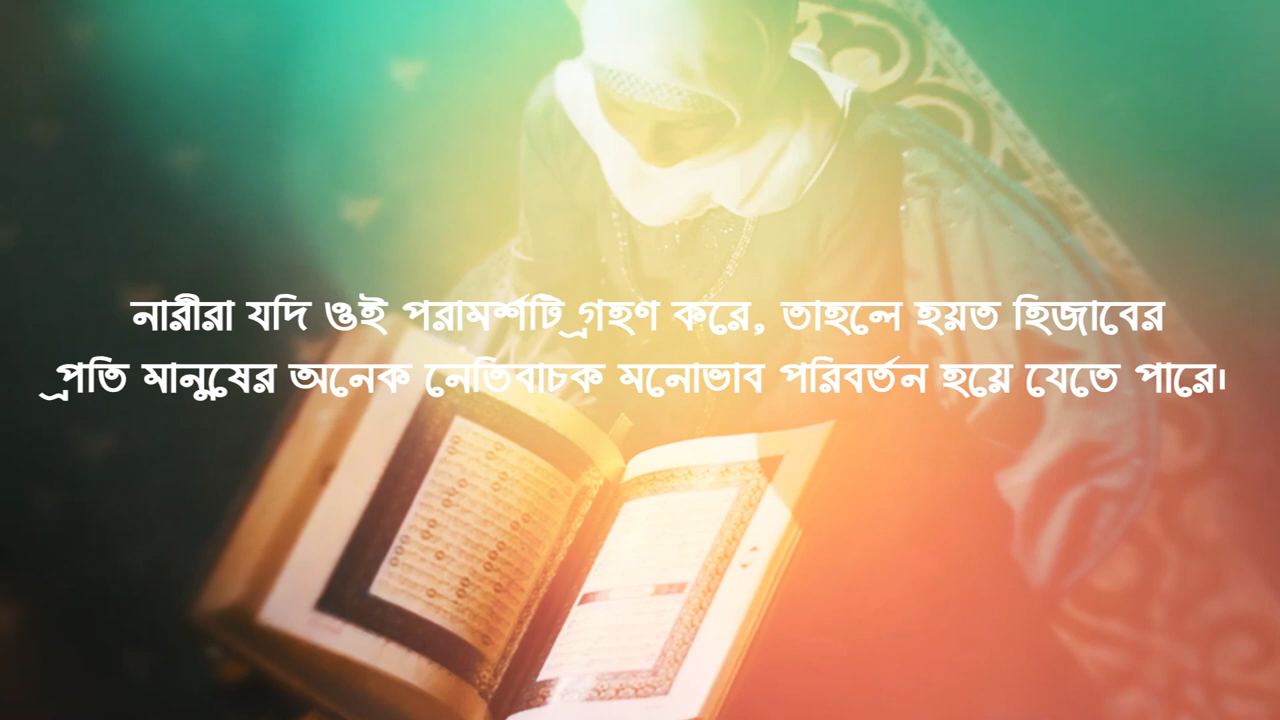 নারীরা যদি ওই পরামর্শটি গ্রহণ করে, তাহলে হয়ত হিজাবের
প্রতি মানুষের অনেক নেতিবাচক মনোভাব পরিবর্তন হয়ে যেতে পারে।